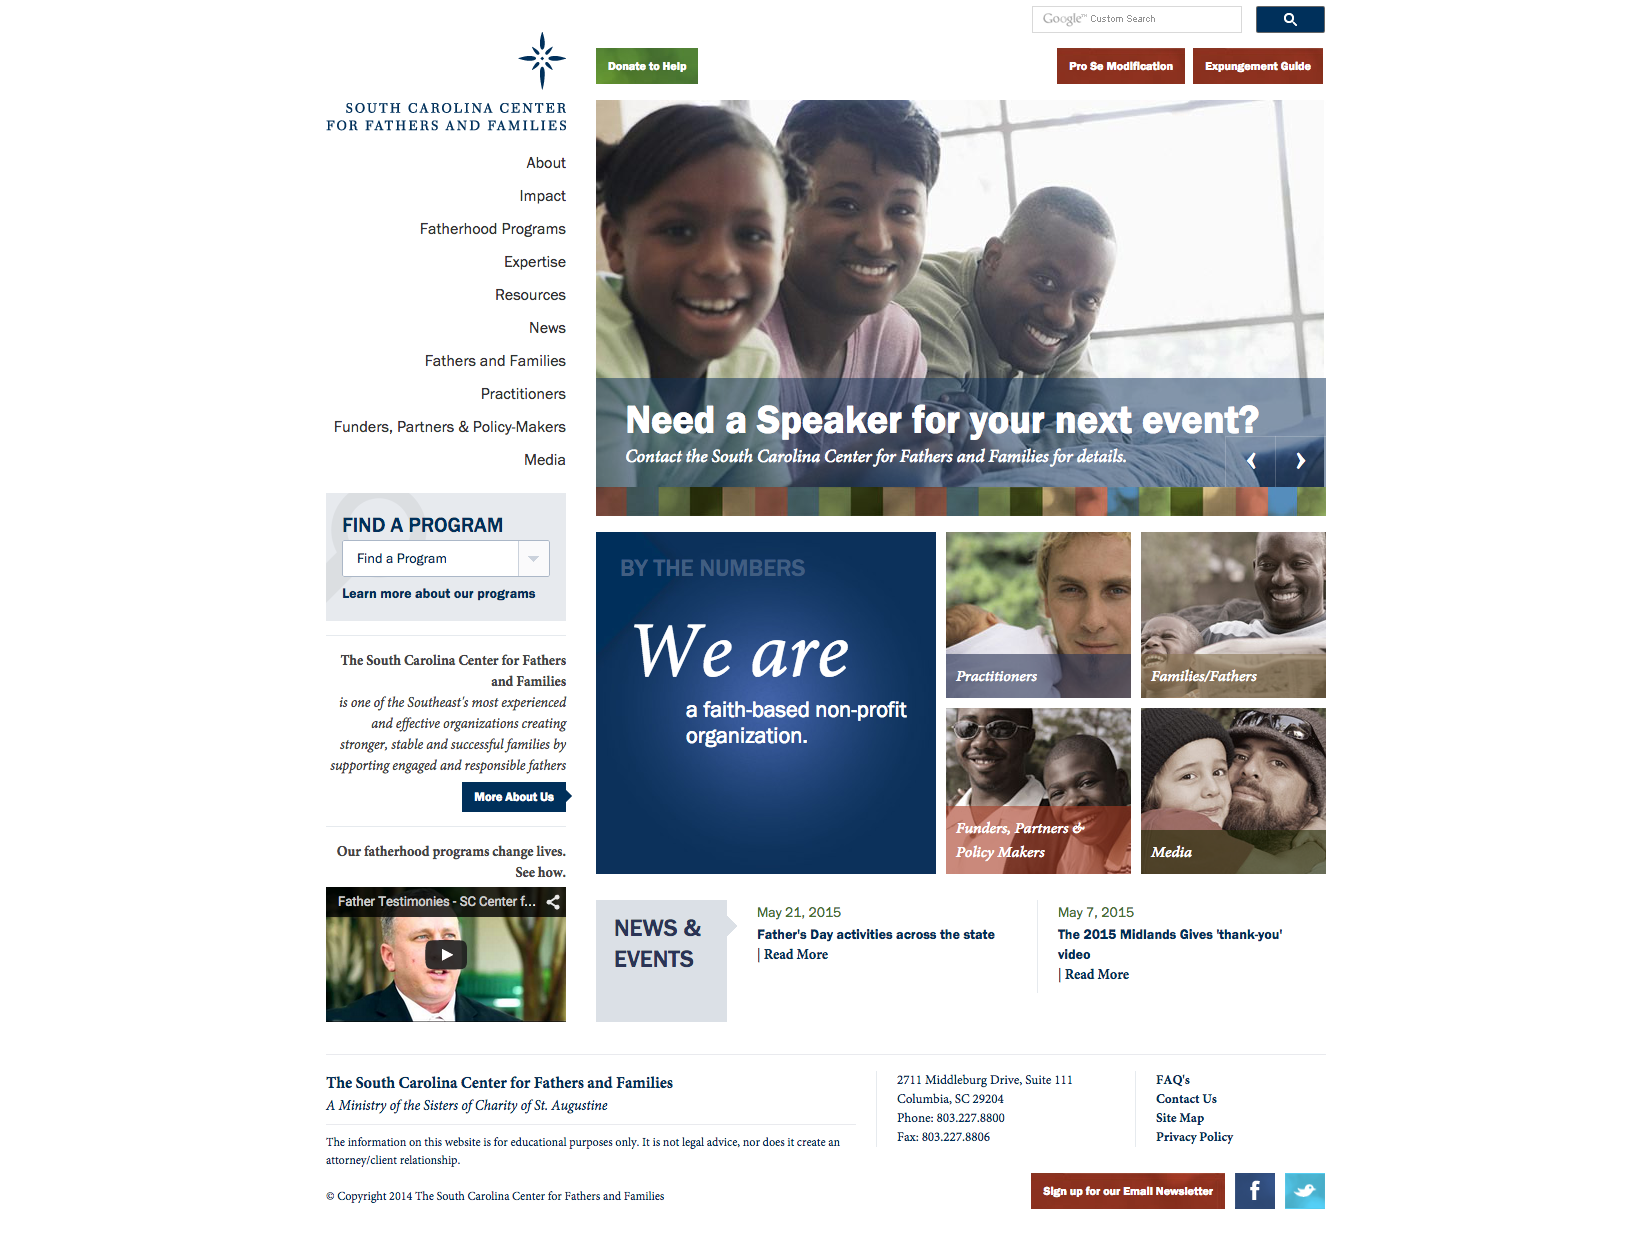 Google™ Custom Search
Donate to Help
Pro Se Modification
Expungement Guide
SOUTH CAROLINA CENTER
FOR FATHERS AND FAMILIES
About
Impact
Fatherhood Programs
Expertise
Resources
News
Fathers and Families
Practitioners
Funders, Partners & Policy-Makers
Media
Need a Speaker for your next event?
Contact the South Carolina Center for Fathers and Families for details.
FIND A PROGRAM
Find a Program
Learn more about our programs
The South Carolina Center for Fathers
and Families
is one of the Southeast's most experienced
and effective organizations creating
stronger, stable and successful families by
supporting engaged and responsible fathers
More About Us
Our fatherhood programs change lives.
See how.
Father Testimonies - SC Center f...
BY THE NUMBERS
We are
a faith-based non-profit
organization.
Practitioners
Families/Fathers
Funders, Partners &
Policy Makers
Media
NEWS &
EVENTS
May 21, 2015
Father's Day activities across the state
| Read More
May 7, 2015
The 2015 Midlands Gives 'thank-you'
video
| Read More
The South Carolina Center for Fathers and Families
A Ministry of the Sisters of Charity of St. Augustine
The information on this website is for educational purposes only. It is not legal advice, nor does it create an
attorney/client relationship.
© Copyright 2014 The South Carolina Center for Fathers and Families
2711 Middleburg Drive, Suite 111
Columbia, SC 29204
Phone: 803.227.8800
Fax: 803.227.8806
FAQ's
Contact Us
Site Map
Privacy Policy
Sign up for our Email Newsletter